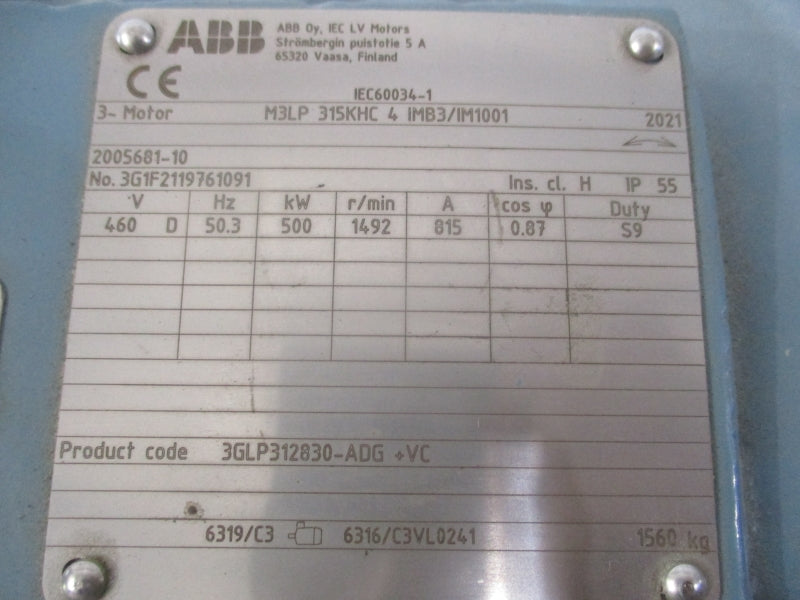 ABB
ABB Oy, IEC LV Motors
Strömbergin puistotie 5 A
65320 Vaasa, Finland
CE
IEC60034-1
3~ Motor M3LP 315KHC 4 IMB3/IM1001 2021
2005681-10
No. 3G1F2119761091 Ins. cl. H IP 55
V Hz kW r/min A cos φ Duty
460 D 50.3 500 1492 815 0.87 S9
Product code 3GLP312830-ADG +VC
6319/C3 6316/C3VL0241 1560 kg